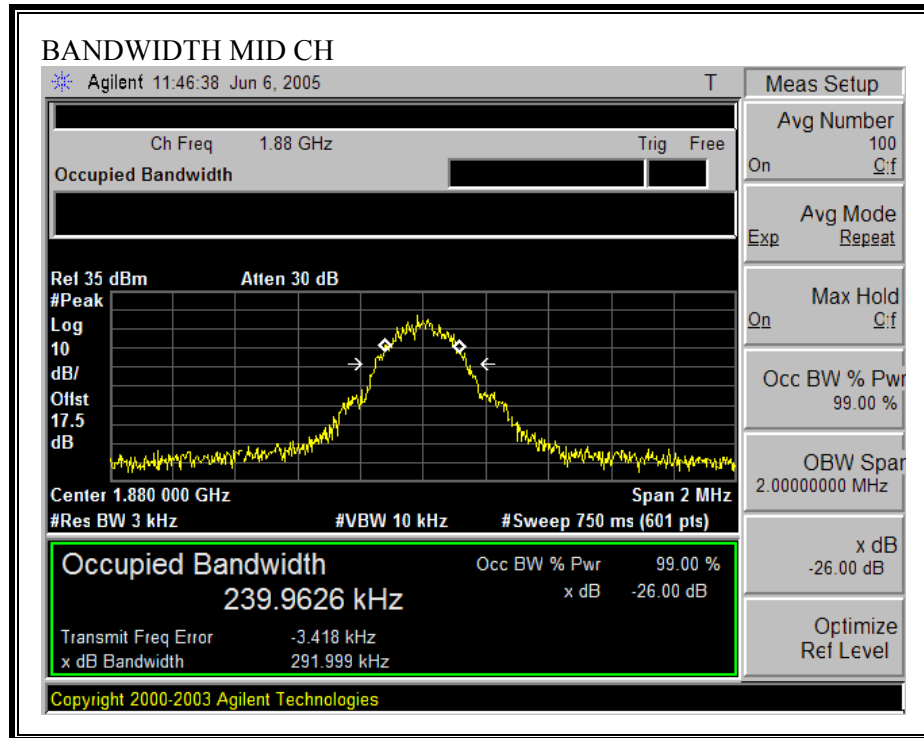 BANDWIDTH MID CH
Agilent 11:46:38 Jun 6, 2005 T
Ch Freq 1.88 GHz Trig Free
Occupied Bandwidth
Ref 35 dBm Atten 30 dB
#Peak
Log
10
dB/
Offst
17.5
dB
Center 1.880 000 GHz Span 2 MHz
#Res BW 3 kHz #VBW 10 kHz #Sweep 750 ms (601 pts)
Occupied Bandwidth
239.9626 kHz
Occ BW % Pwr 99.00 %
x dB -26.00 dB
Transmit Freq Error -3.418 kHz
x dB Bandwidth 291.999 kHz
Copyright 2000-2003 Agilent Technologies
Meas Setup
Avg Number
100
On Off
Avg Mode
Exp Repeat
Max Hold
On Off
Occ BW % Pwr
99.00 %
OBW Span
2.00000000 MHz
x dB
-26.00 dB
Optimize
Ref Level